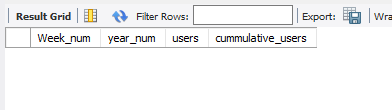 Result Grid Filter Rows: Export: Wra
Week_num year_num users cummulative_users